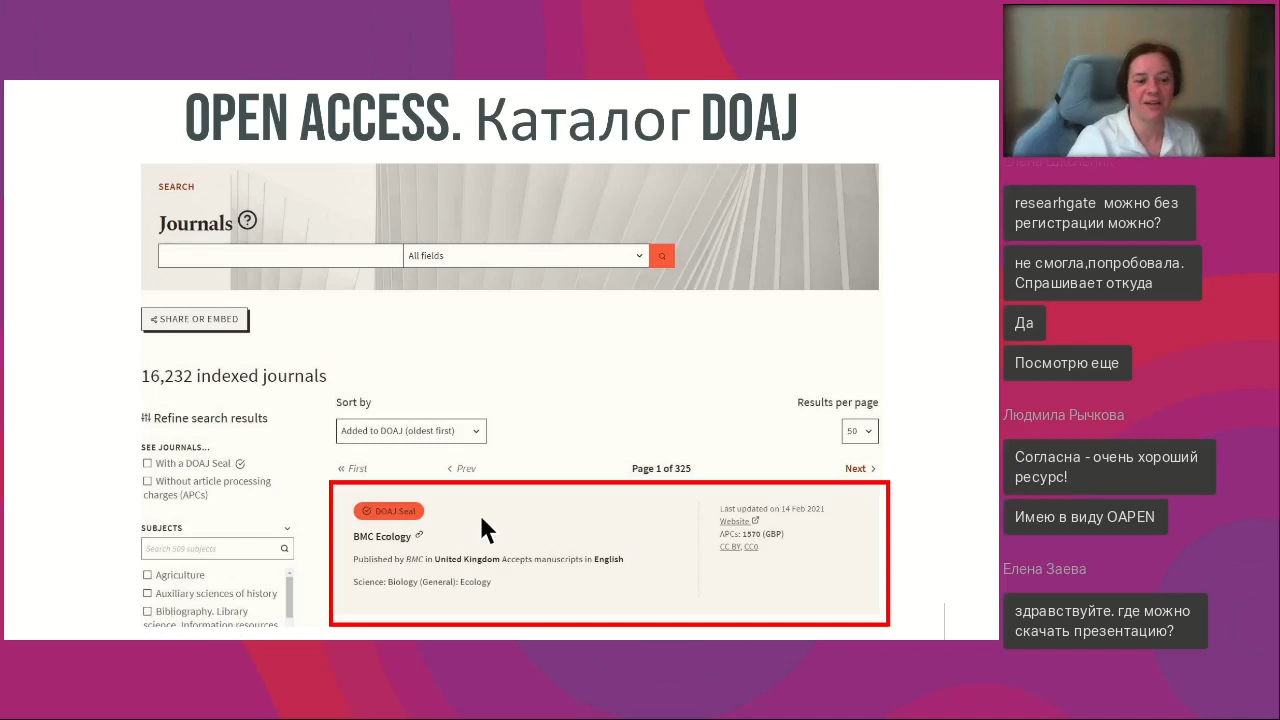 OPEN ACCESS. Каталог DOAJ
SEARCH
Journals ?
All fields
SHARE OR EMBED
16,232 indexed journals
Refine search results
SEE JOURNALS...
With a DOAJ Seal
Without article processing
charges (APCs)
SUBJECTS
Search 509 subjects
Agriculture
Auxiliary sciences of history
Bibliography. Library
science. Information resources
Sort by
Results per page
Added to DOAJ (oldest first)
50
« First
‹ Prev
Page 1 of 325
Next ›
DOAJ Seal
BMC Ecology
Published by BMC in United Kingdom Accepts manuscripts in English
Science: Biology (General): Ecology
Last updated on 14 Feb 2021
Website
APCs: 1570 (GBP)
CC BY, CC0
researhgate можно без
регистрации можно?
не смогла,попробовала.
Спрашивает откуда
Да
Посмотрю еще
Людмила Рычкова
Согласна - очень хороший
ресурс!
Имею в виду OAPEN
Елена Заева
здравствуйте. где можно
скачать презентацию?